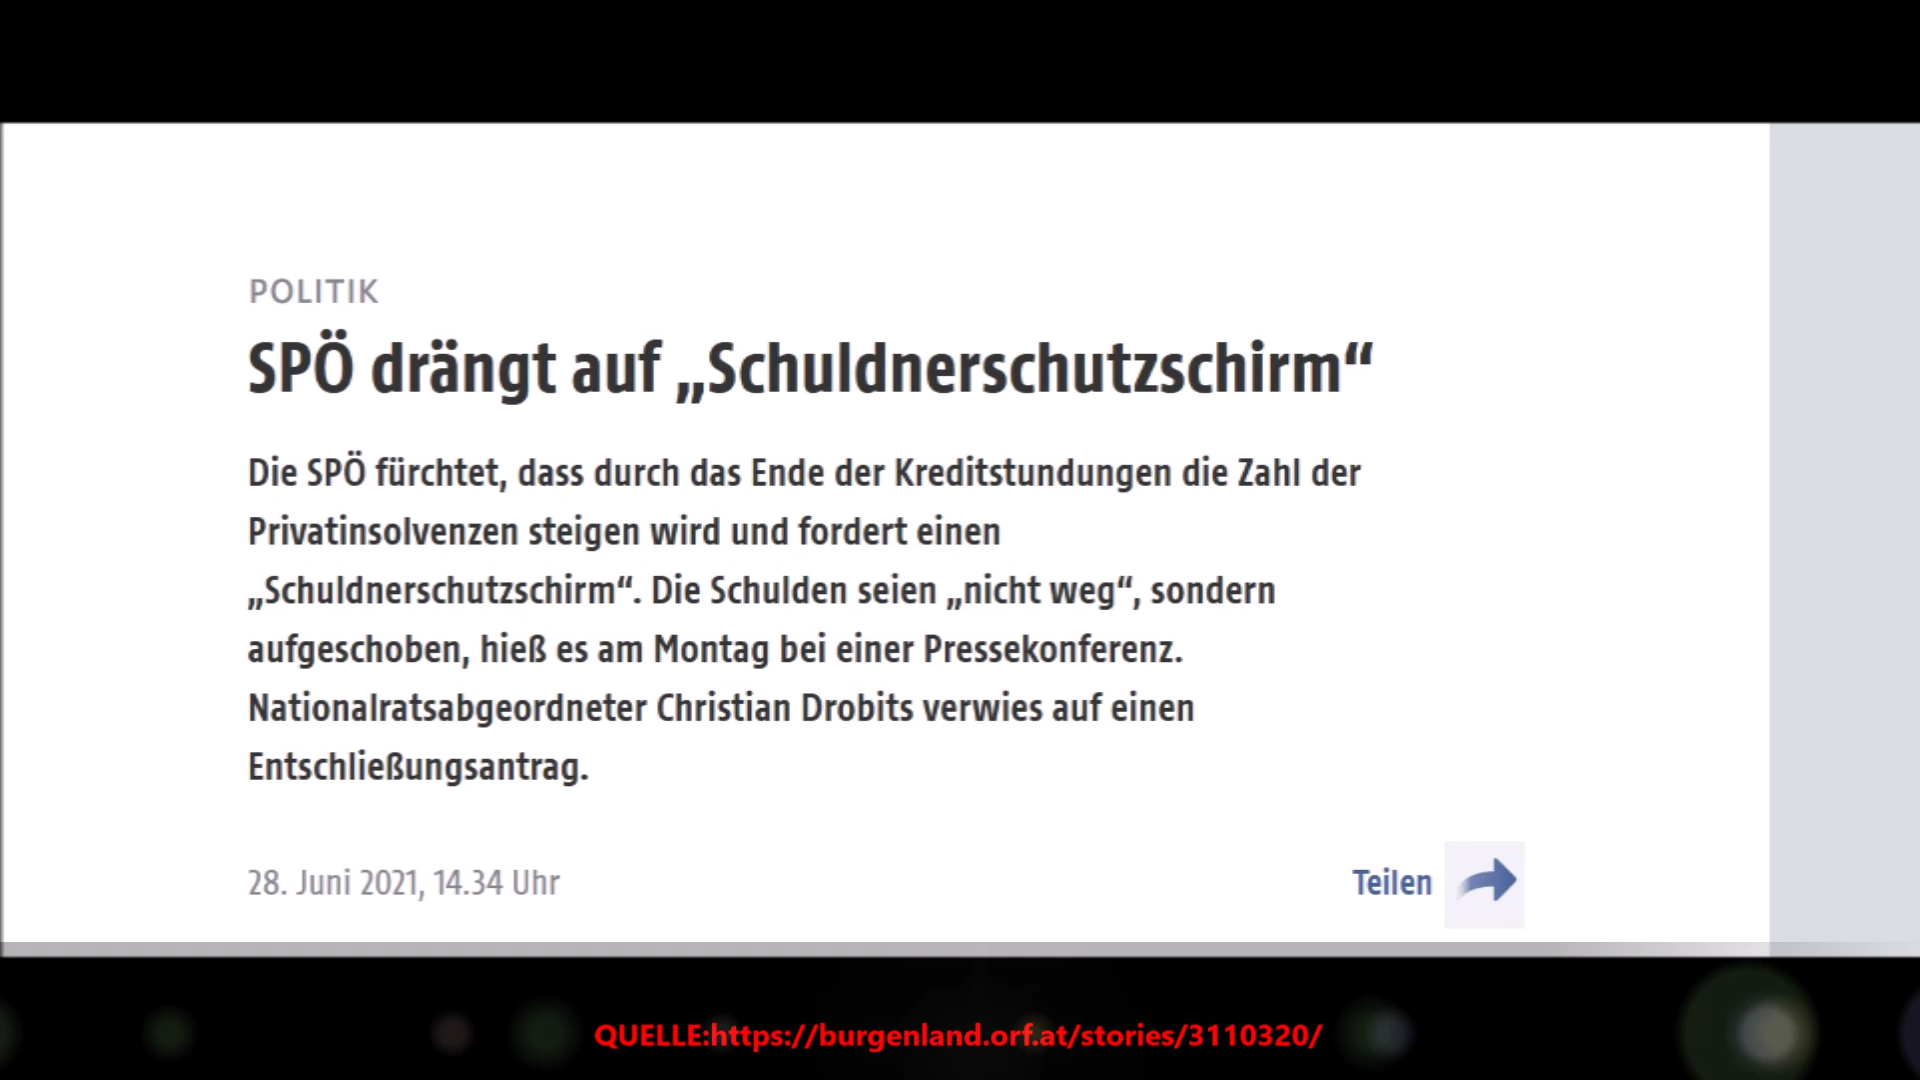 POLITIK
SPÖ drängt auf „Schuldnerschutzschirm“
Die SPÖ fürchtet, dass durch das Ende der Kreditstundungen die Zahl der
Privatinsolvenzen steigen wird und fordert einen
„Schuldnerschutzschirm“. Die Schulden seien „nicht weg“, sondern
aufgeschoben, hieß es am Montag bei einer Pressekonferenz.
Nationalratsabgeordneter Christian Drobits verwies auf einen
Entschließungsantrag.
28. Juni 2021, 14.34 Uhr
Teilen
QUELLE:https://burgenland.orf.at/stories/3110320/